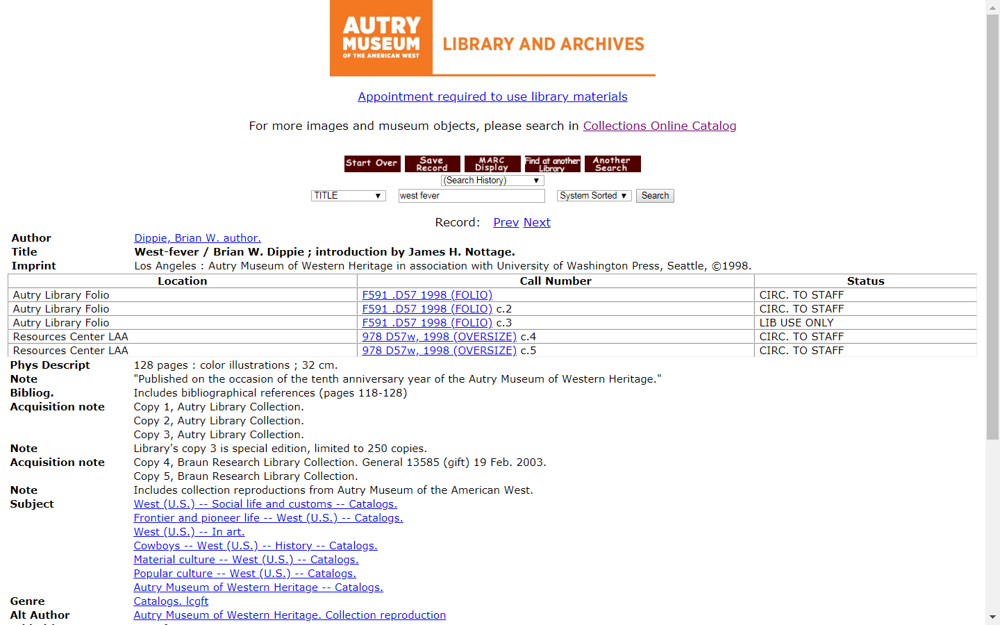 AUTRY
MUSEUM
OF THE AMERICAN WEST
LIBRARY AND ARCHIVES
Appointment required to use library materials
For more images and museum objects, please search in Collections Online Catalog
Start Over Save Record MARC Display Find at another Library Another Search
(Search History)
TITLE west fever System Sorted Search
Record: Prev Next
Author Dippie, Brian W. author.
Title West-fever / Brian W. Dippie ; introduction by James H. Nottage.
Imprint Los Angeles : Autry Museum of Western Heritage in association with University of Washington Press, Seattle, ©1998.
Location Call Number Status
Autry Library Folio F591 .D57 1998 (FOLIO) CIRC. TO STAFF
Autry Library Folio F591 .D57 1998 (FOLIO) c.2 CIRC. TO STAFF
Autry Library Folio F591 .D57 1998 (FOLIO) c.3 LIB USE ONLY
Resources Center LAA 978 D57w, 1998 (OVERSIZE) c.4 CIRC. TO STAFF
Resources Center LAA 978 D57w, 1998 (OVERSIZE) c.5 CIRC. TO STAFF
Phys Descript 128 pages : color illustrations ; 32 cm.
Note "Published on the occasion of the tenth anniversary year of the Autry Museum of Western Heritage."
Bibliog. Includes bibliographical references (pages 118-128)
Acquisition note Copy 1, Autry Library Collection.
Copy 2, Autry Library Collection.
Copy 3, Autry Library Collection.
Note Library's copy 3 is special edition, limited to 250 copies.
Acquisition note Copy 4, Braun Research Library Collection. General 13585 (gift) 19 Feb. 2003.
Copy 5, Braun Research Library Collection.
Note Includes collection reproductions from Autry Museum of the American West.
Subject West (U.S.) -- Social life and customs -- Catalogs.
Frontier and pioneer life -- West (U.S.) -- Catalogs.
West (U.S.) -- In art.
Cowboys -- West (U.S.) -- History -- Catalogs.
Material culture -- West (U.S.) -- Catalogs.
Popular culture -- West (U.S.) -- Catalogs.
Autry Museum of Western Heritage -- Catalogs.
Genre Catalogs. lcgft
Alt Author Autry Museum of Western Heritage. Collection reproduction